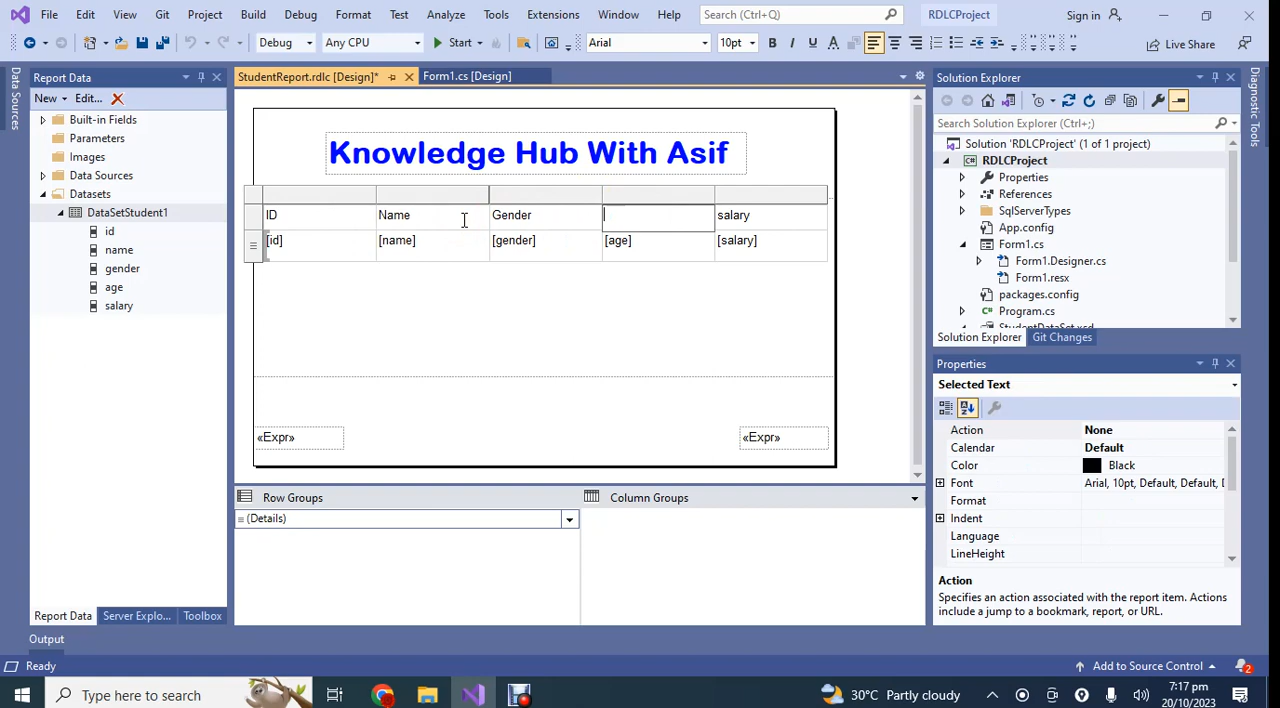 File Edit View Git Project Build Debug Format Test Analyze Tools Extensions Window Help Search (Ctrl+Q) RDLCProject Sign in
Debug Any CPU Start Arial 10pt B I U A Live Share
Data Sources
Report Data
New Edit...
Built-in Fields
Parameters
Images
Data Sources
Datasets
DataSetStudent1
id
name
gender
age
salary
Report Data Server Explo... Toolbox
StudentReport.rdlc [Design]* Form1.cs [Design]
Knowledge Hub With Asif
ID Name Gender salary
[id] [name] [gender] [age] [salary]
«Expr» «Expr»
Row Groups Column Groups
(Details)
Solution Explorer
Search Solution Explorer (Ctrl+;)
Solution 'RDLCProject' (1 of 1 project)
C# RDLCProject
Properties
References
SqlServerTypes
App.config
Form1.cs
Form1.Designer.cs
Form1.resx
packages.config
Program.cs
StudentDataSet.xsd
Solution Explorer Git Changes
Properties
Selected Text
Action None
Calendar Default
Color Black
Font Arial, 10pt, Default, Default,
Format
Indent
Language
LineHeight
Action
Specifies an action associated with the report item. Actions
include a jump to a bookmark, report, or URL.
Diagnostic Tools
Output
Ready Add to Source Control 2
Type here to search 30°C Partly cloudy 7:17 pm
20/10/2023